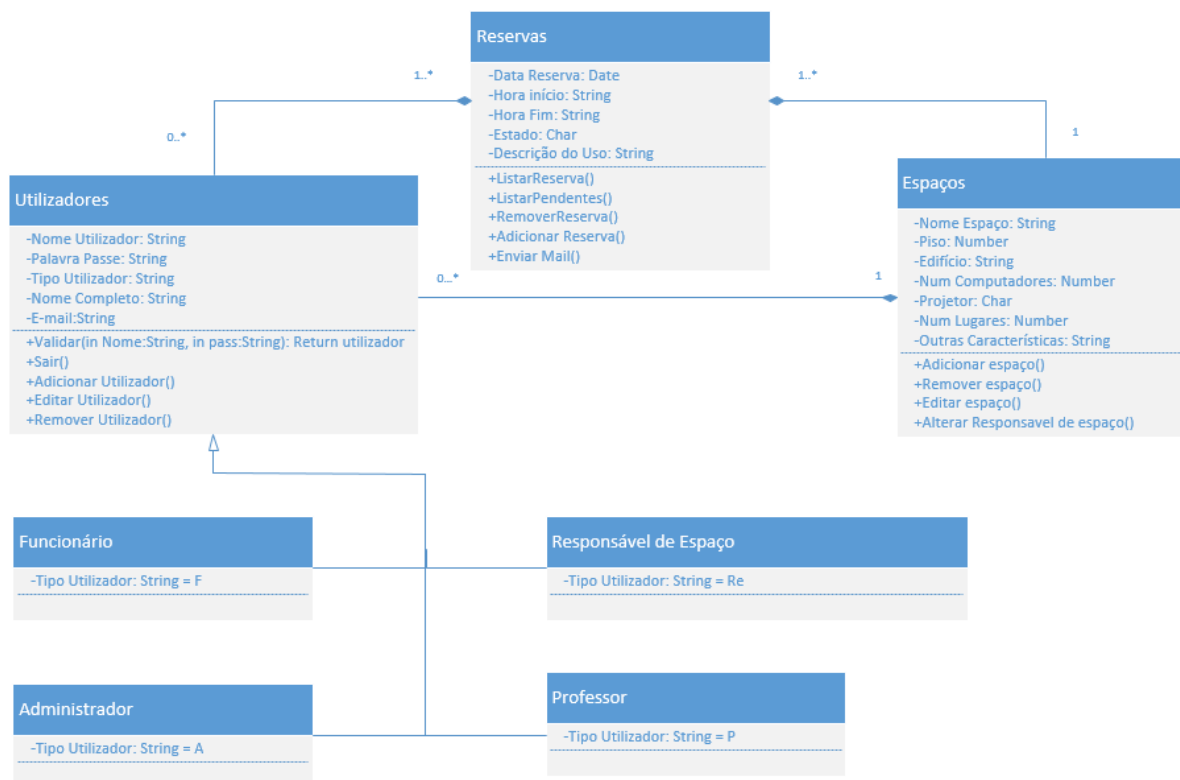 Reservas
-Data Reserva: Date
-Hora início: String
-Hora Fim: String
-Estado: Char
-Descrição do Uso: String
+ListarReserva()
+ListarPendentes()
+RemoverReserva()
+Adicionar Reserva()
+Enviar Mail()
1..*
1..*
0..*
1
Utilizadores
-Nome Utilizador: String
-Palavra Passe: String
-Tipo Utilizador: String
-Nome Completo: String
-E-mail:String
+Validar(in Nome:String, in pass:String): Return utilizador
+Sair()
+Adicionar Utilizador()
+Editar Utilizador()
+Remover Utilizador()
0...*
1
Espaços
-Nome Espaço: String
-Piso: Number
-Edifício: String
-Num Computadores: Number
-Projetor: Char
-Num Lugares: Number
-Outras Características: String
+Adicionar espaço()
+Remover espaço()
+Editar espaço()
+Alterar Responsavel de espaço()
Funcionário
-Tipo Utilizador: String = F
Responsável de Espaço
-Tipo Utilizador: String = Re
Administrador
-Tipo Utilizador: String = A
Professor
-Tipo Utilizador: String = P